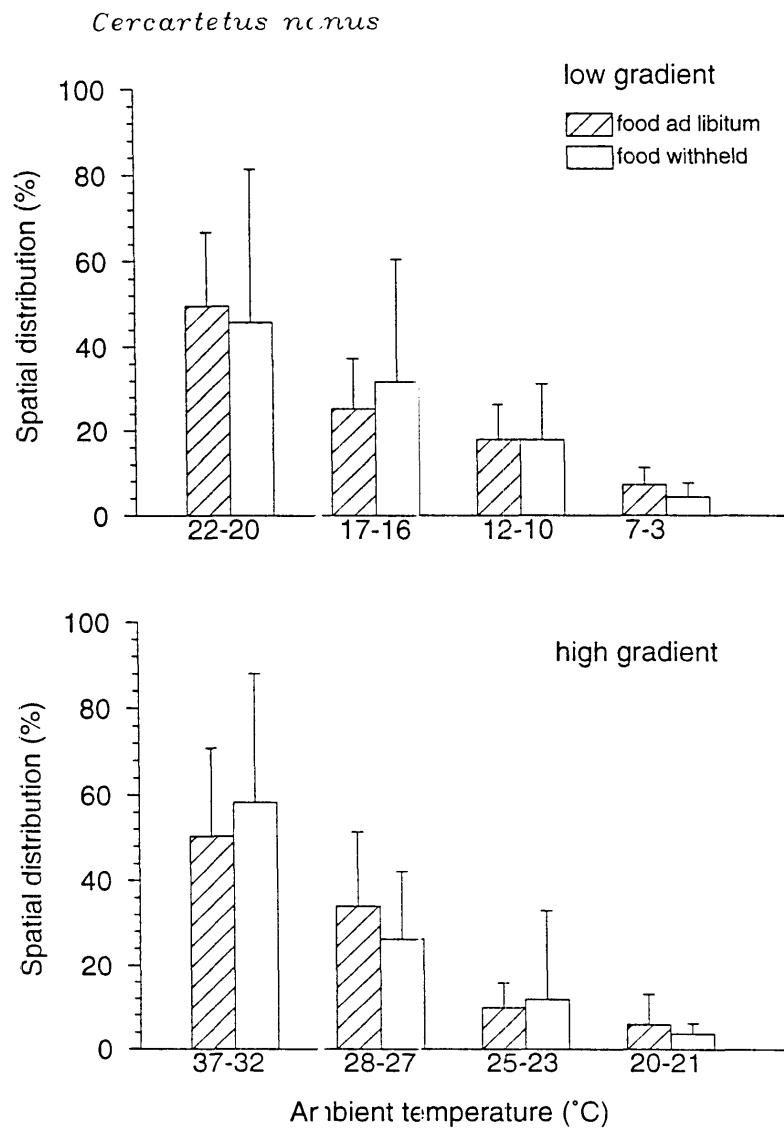 Cercartetus nanus
low gradient
food ad libitum
food withheld
Spatial distribution (%)
100
80
60
40
20
0
22-20 17-16 12-10 7-3
high gradient
Spatial distribution (%)
100
80
60
40
20
0
37-32 28-27 25-23 20-21
Ambient temperature (°C)